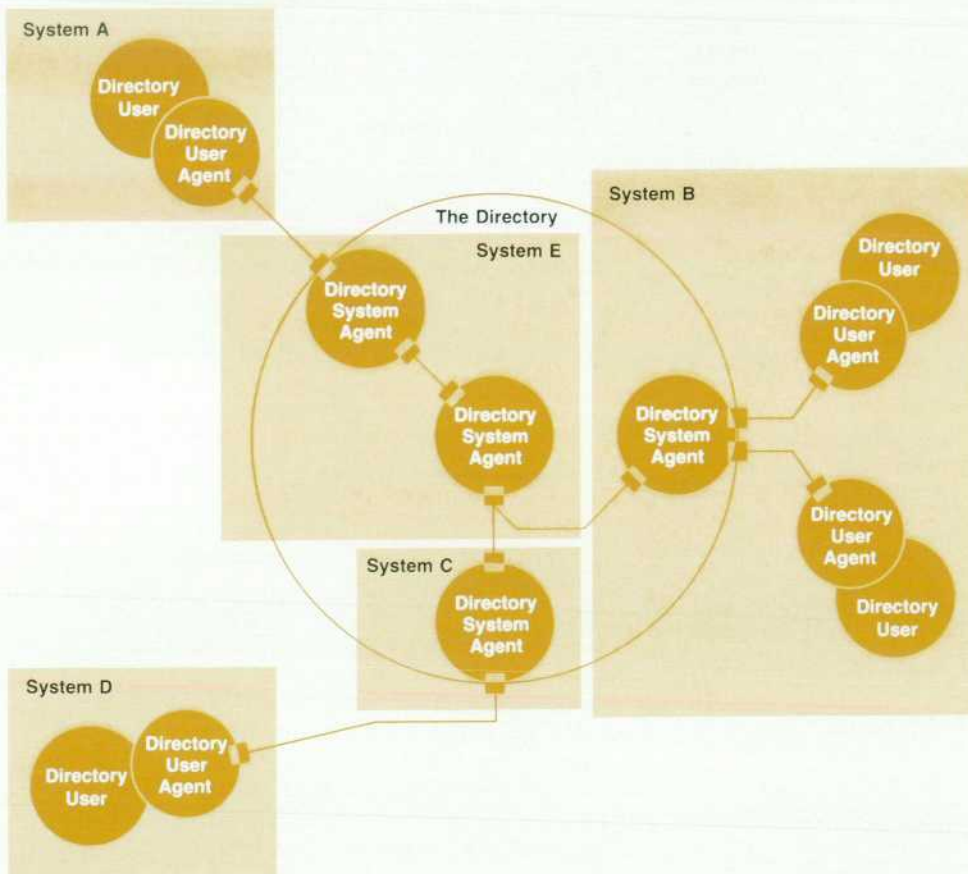 System A
Directory
User
Directory
User
Agent
The Directory
System E
Directory
System
Agent
Directory
System
Agent
System B
Directory
User
Directory
User
Agent
Directory
System
Agent
Directory
User
Agent
Directory
User
System C
Directory
System
Agent
System D
Directory
User
Directory
User
Agent